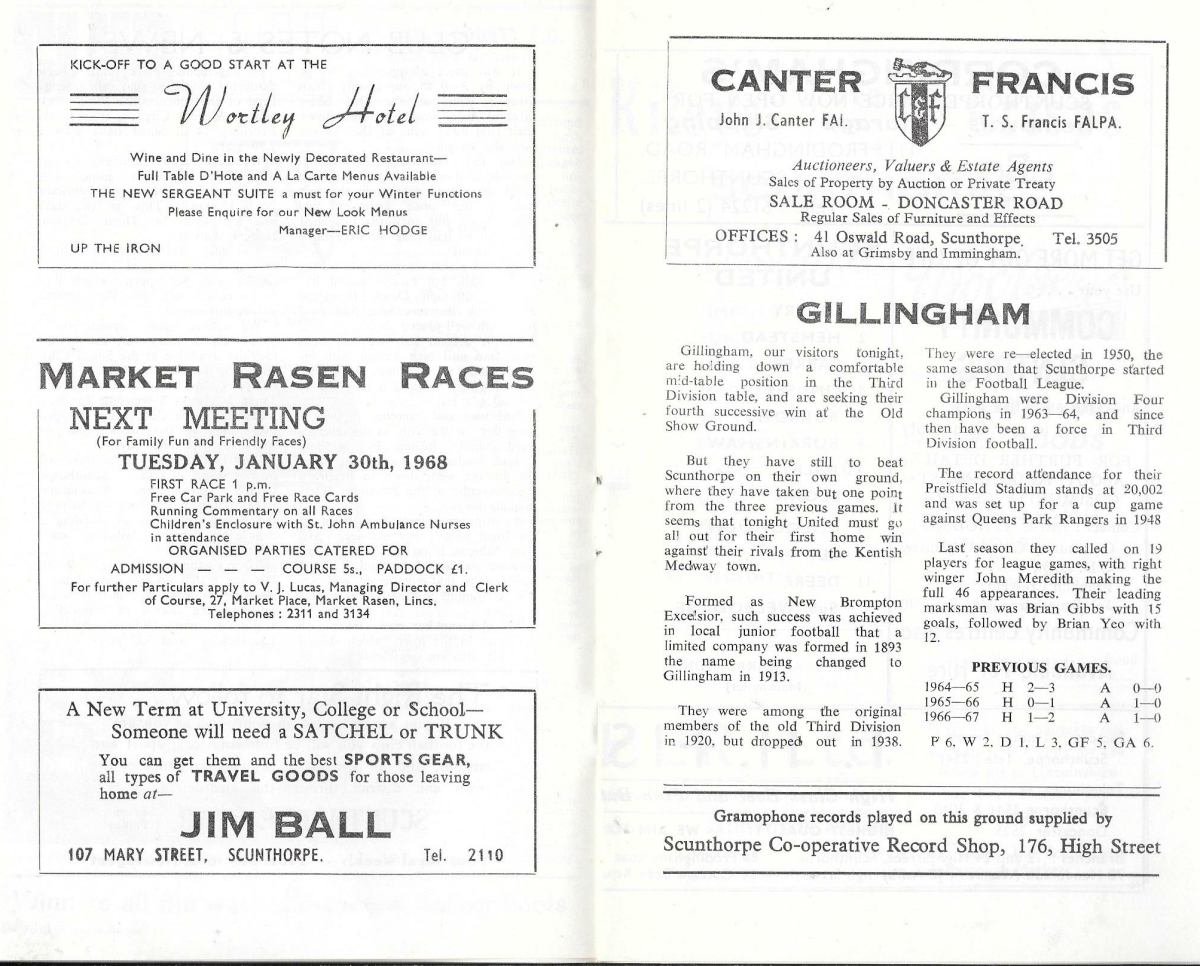 KICK-OFF TO A GOOD START AT THE
Wortley Hotel
Wine and Dine in the Newly Decorated Restaurant—
Full Table D'Hote and A La Carte Menus Available
THE NEW SERGEANT SUITE a must for your Winter Functions
Please Enquire for our New Look Menus
Manager—ERIC HODGE
UP THE IRON
MARKET RASEN RACES
NEXT MEETING
(For Family Fun and Friendly Faces)
TUESDAY, JANUARY 30th, 1968
FIRST RACE 1 p.m.
Free Car Park and Free Race Cards
Running Commentary on all Races
Children's Enclosure with St. John Ambulance Nurses
in attendance
ORGANISED PARTIES CATERED FOR
ADMISSION — — — COURSE 5s., PADDOCK £1.
For further Particulars apply to V. J. Lucas, Managing Director and Clerk
of Course, 27, Market Place, Market Rasen, Lincs.
Telephones : 2311 and 3134
A New Term at University, College or School—
Someone will need a SATCHEL or TRUNK
You can get them and the best SPORTS GEAR,
all types of TRAVEL GOODS for those leaving
home at—
JIM BALL
107 MARY STREET, SCUNTHORPE. Tel. 2110
CANTER FRANCIS
John J. Canter FAI. T. S. Francis FALPA.
c & f
Auctioneers, Valuers & Estate Agents
Sales of Property by Auction or Private Treaty
SALE ROOM - DONCASTER ROAD
Regular Sales of Furniture and Effects
OFFICES : 41 Oswald Road, Scunthorpe. Tel. 3505
Also at Grimsby and Immingham.
GILLINGHAM
Gillingham, our visitors tonight,
are holding down a comfortable
mid-table position in the Third
Division table, and are seeking their
fourth successive win at the Old
Show Ground.
But they have still to beat
Scunthorpe on their own ground,
where they have taken but one point
from the three previous games. It
seems that tonight United must go
all out for their first home win
against their rivals from the Kentish
Medway town.
Formed as New Brompton
Excelsior, such success was achieved
in local junior football that a
limited company was formed in 1893
the name being changed to
Gillingham in 1913.
They were among the original
members of the old Third Division
in 1920, but dropped out in 1938.
They were re—elected in 1950, the
same season that Scunthorpe started
in the Football League.
Gillingham were Division Four
champions in 1963—64, and since
then have been a force in Third
Division football.
The record attendance for their
Preistfield Stadium stands at 20,002
and was set up for a cup game
against Queens Park Rangers in 1948
Last season they called on 19
players for league games, with right
winger John Meredith making the
full 46 appearances. Their leading
marksman was Brian Gibbs with 15
goals, followed by Brian Yeo with
12.
PREVIOUS GAMES.
1964—65 H 2—3 A 0—0
1965—66 H 0—1 A 1—0
1966—67 H 1—2 A 1—0
P 6, W 2, D 1, L 3, GF 5, GA 6.
Gramophone records played on this ground supplied by
Scunthorpe Co-operative Record Shop, 176, High Street